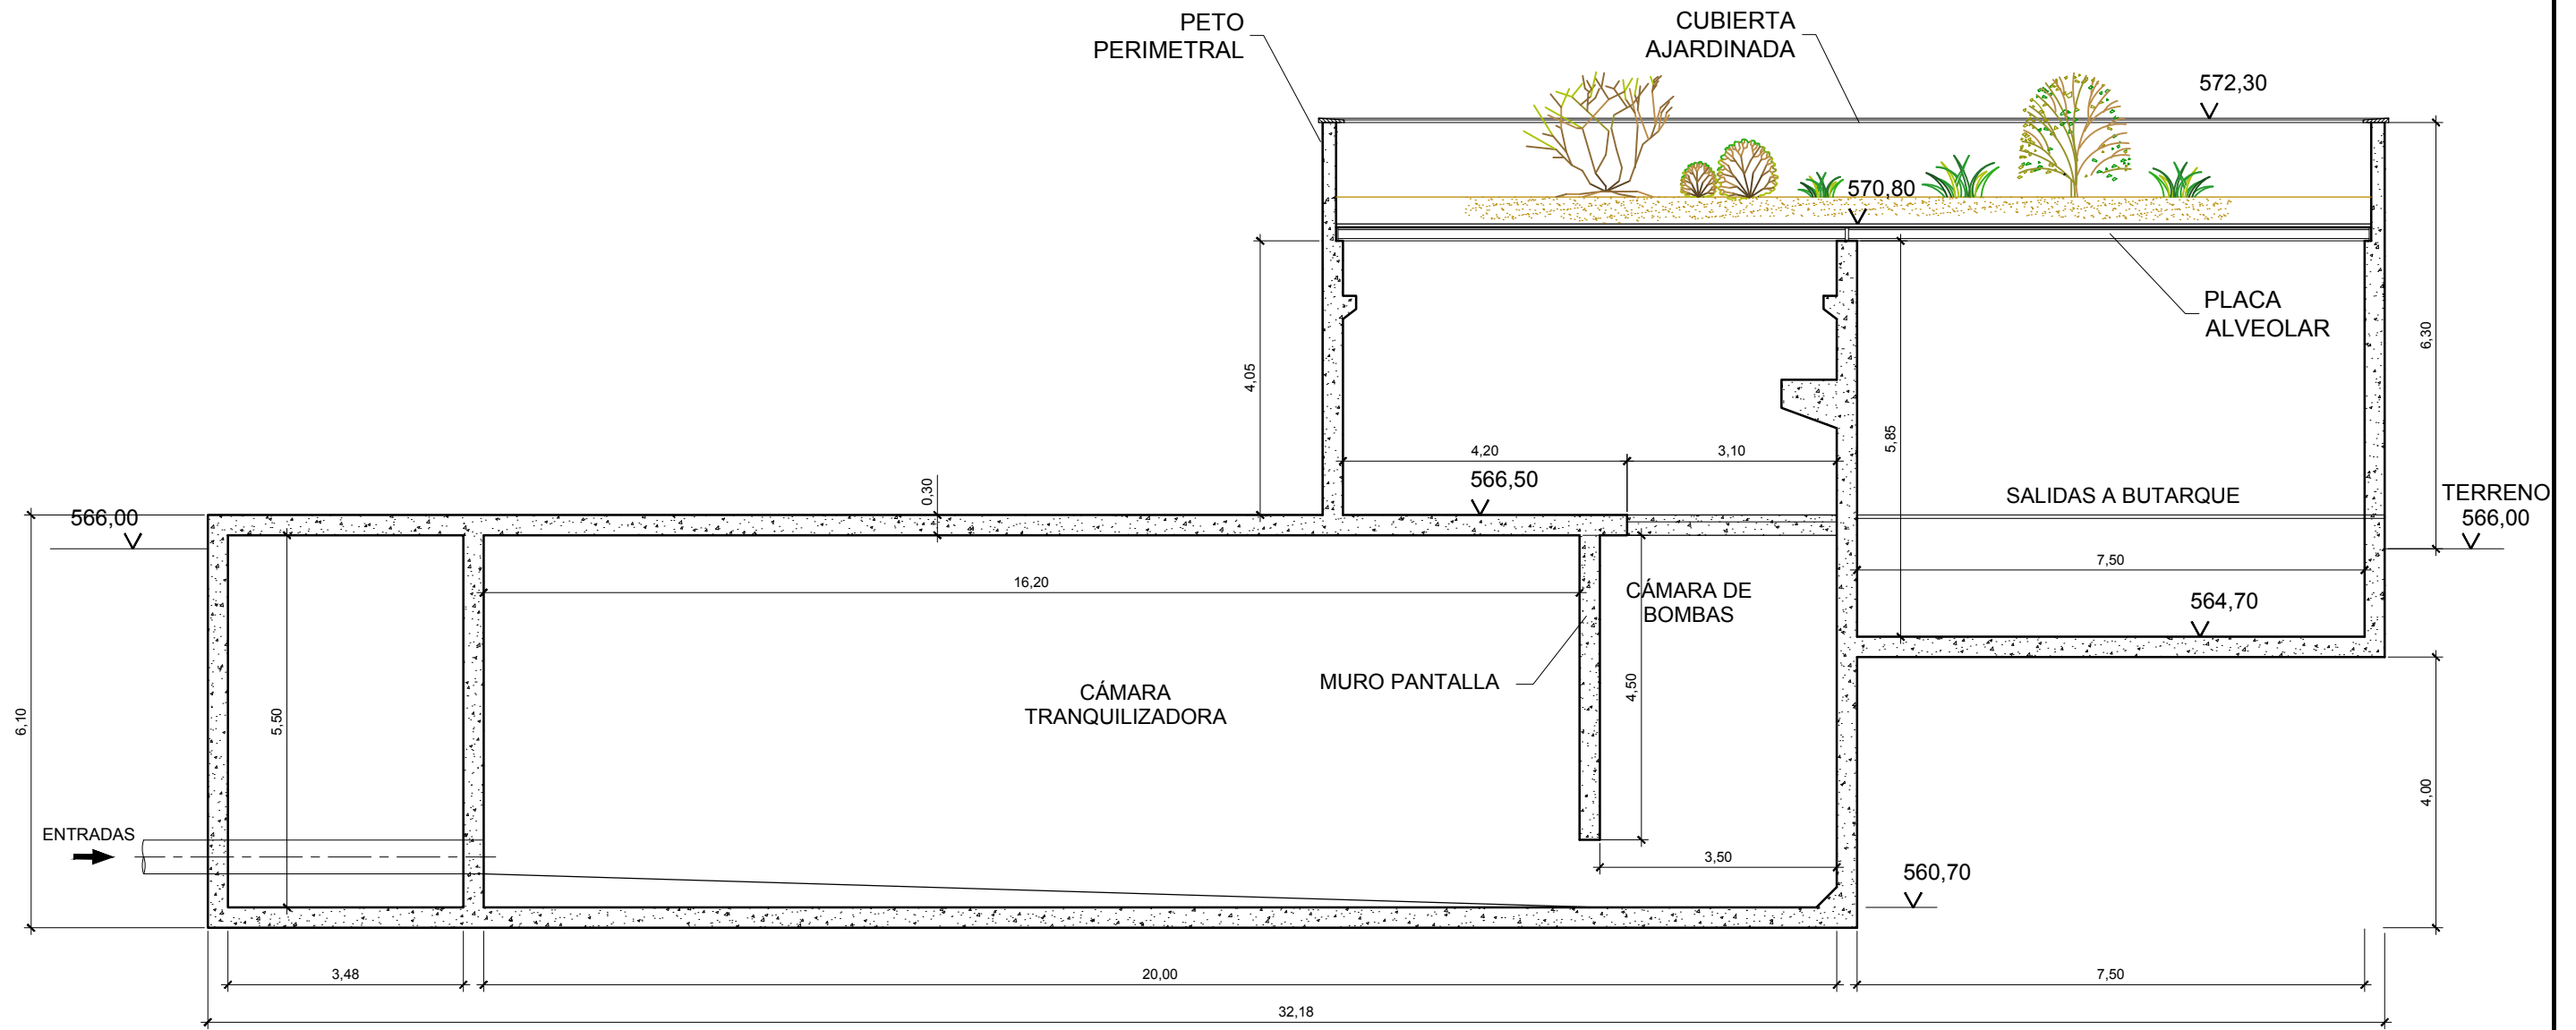 PETO
PERIMETRAL
CUBIERTA
AJARDINADA
572,30
570,80
PLACA
ALVEOLAR
6,30
4,05
5,85
4,20
3,10
566,50
0,30
566,00
SALIDAS A BUTARQUE
TERRENO
566,00
16,20
7,50
CÁMARA DE
BOMBAS
564,70
MURO PANTALLA
4,50
CÁMARA
TRANQUILIZADORA
6,10
5,50
4,00
ENTRADAS
3,50
560,70
3,48
20,00
7,50
32,18